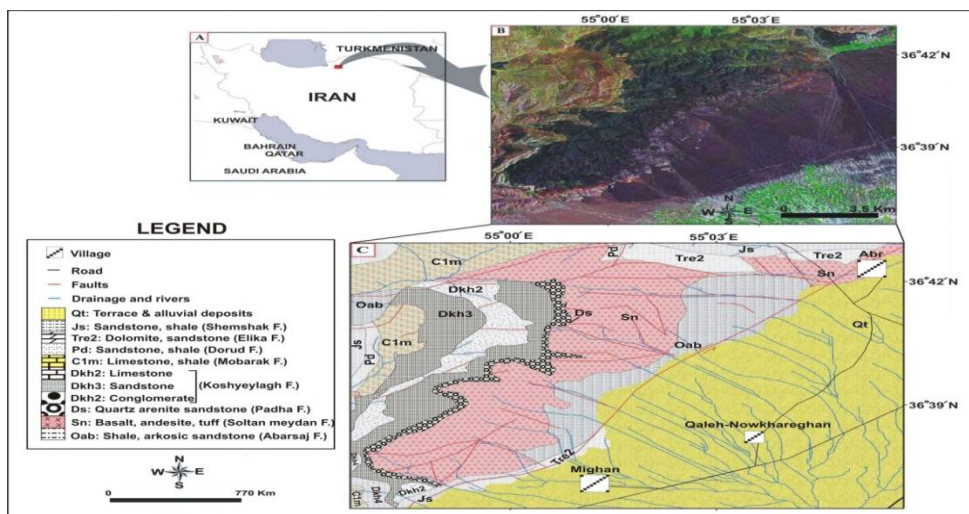 A
TURKMENISTAN
IRAN
KUWAIT
BAHRAIN
QATAR
SAUDI ARABIA
55°00´E
55°03´E
B
36°42´N
36°39´N
N
W E
S
0 3.5 Km
LEGEND
Village
Road
Faults
Drainage and rivers
Qt: Terrace & alluvial deposits
Js: Sandstone, shale (Shemshak F.)
Tre2: Dolomite, sandstone (Elika F.)
Pd: Sandstone, shale (Dorud F.)
C1m: Limestone, shale (Mobarak F.)
Dkh2: Limestone
Dkh3: Sandstone (Koshyeylagh F.)
Dkh2: Conglomerate
Ds: Quartz arenite sandstone (Padha F.)
Sn: Basalt, andesite, tuff (Soltan meydan F.)
Oab: Shale, arkosic sandstone (Abarsaj F.)
N
W E
S
0 770 Km
55°00´E
55°03´E
C
C1m
Pd
Tre2
Js
Tre2
Abr
Sn
36°42´N
Oab
Dkh2
Dkh3
Ds
Sn
Qt
Js
Pd
C1m
Oab
36°39´N
Qaleh-Nowkhareghan
Tre2
Mighan
C1m
Dkh4
Dkh2
Js